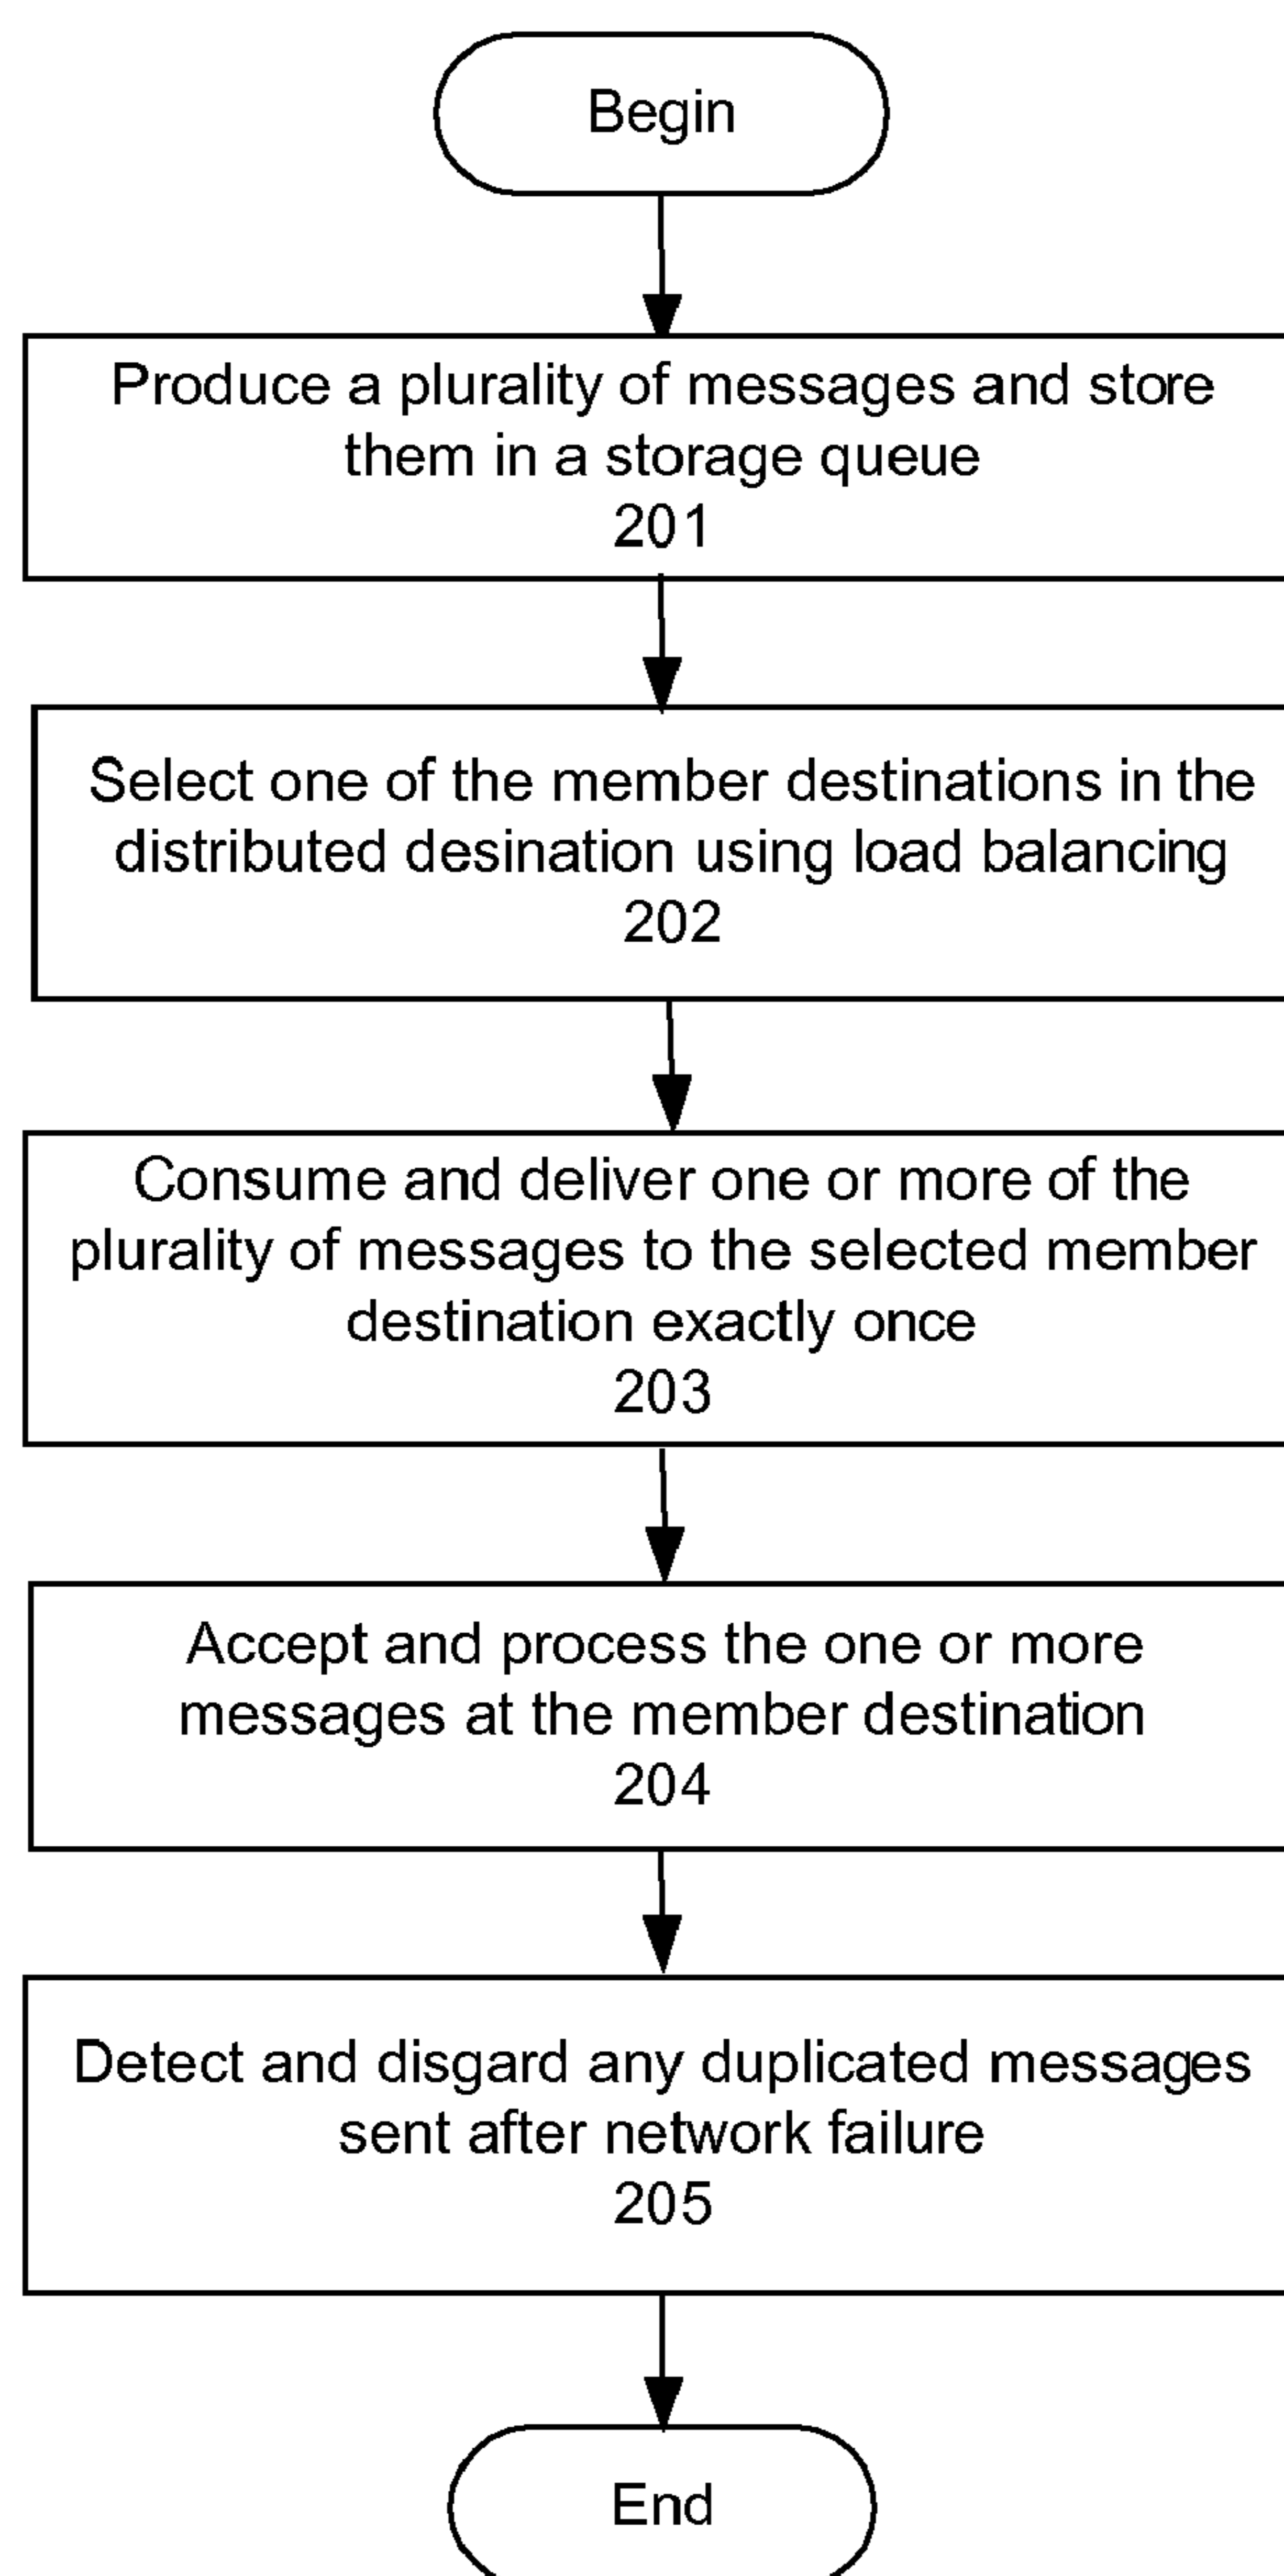 Begin
Produce a plurality of messages and store
them in a storage queue
201
Select one of the member destinations in the
distributed desination using load balancing
202
Consume and deliver one or more of the
plurality of messages to the selected member
destination exactly once
203
Accept and process the one or more
messages at the member destination
204
Detect and disgard any duplicated messages
sent after network failure
205
End